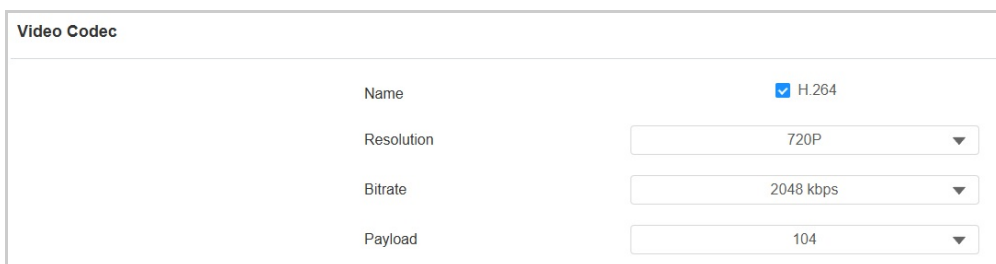 Video Codec
Name H.264
Resolution 720P
Bitrate 2048 kbps
Payload 104